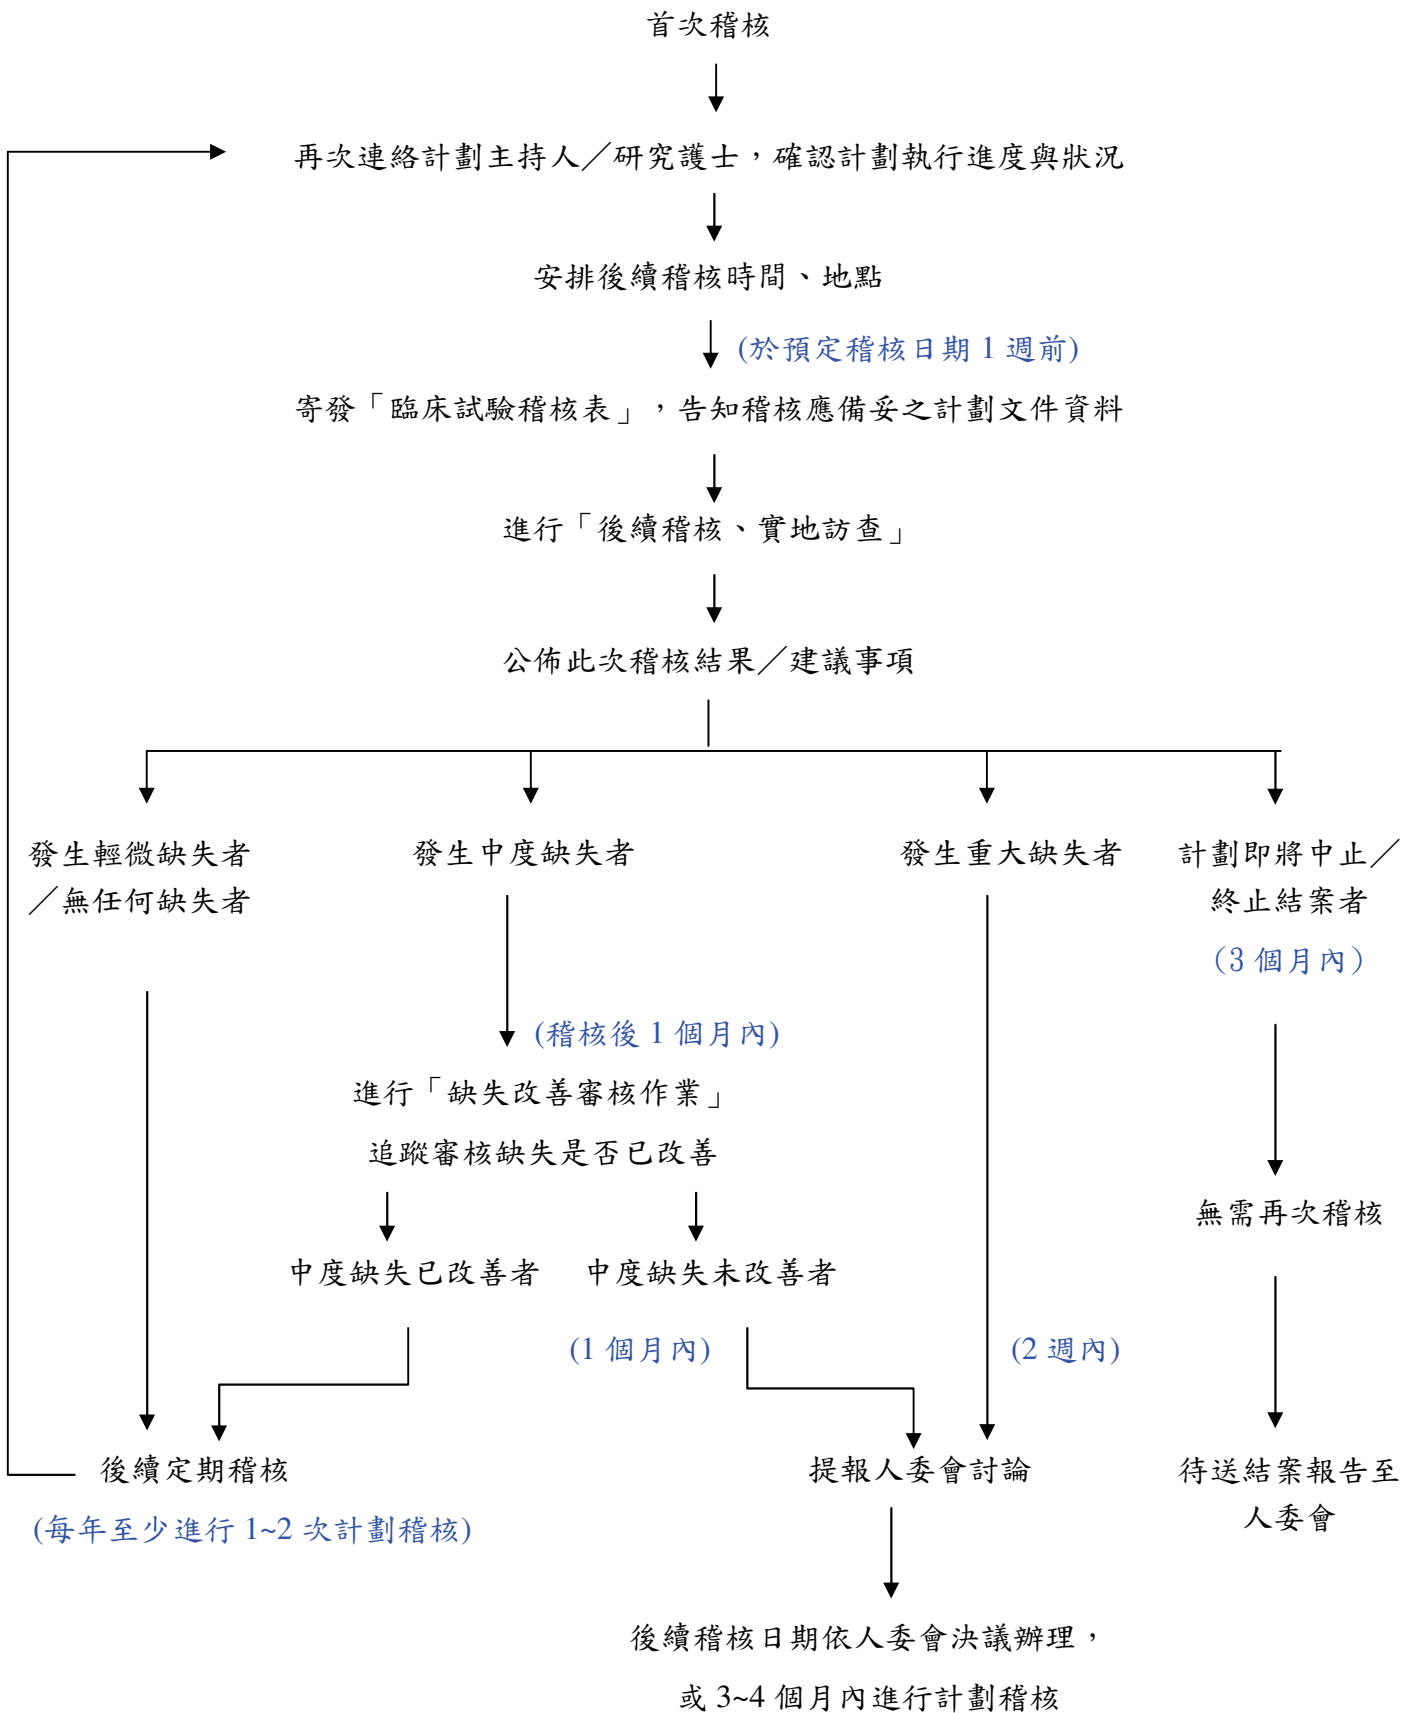 首次稽核
再次連絡計劃主持人／研究護士，確認計劃執行進度與狀況
安排後續稽核時間、地點
(於預定稽核日期 1 週前)
寄發「臨床試驗稽核表」，告知稽核應備妥之計劃文件資料
進行「後續稽核、實地訪查」
公佈此次稽核結果／建議事項
發生輕微缺失者
／無任何缺失者
發生中度缺失者
發生重大缺失者
計劃即將中止／
終止結案者
（3 個月內）
(稽核後 1 個月內)
進行「缺失改善審核作業」
追蹤審核缺失是否已改善
無需再次稽核
中度缺失已改善者
中度缺失未改善者
(1 個月內)
(2 週內)
後續定期稽核
(每年至少進行 1~2 次計劃稽核)
提報人委會討論
待送結案報告至
人委會
後續稽核日期依人委會決議辦理，
或 3~4 個月內進行計劃稽核